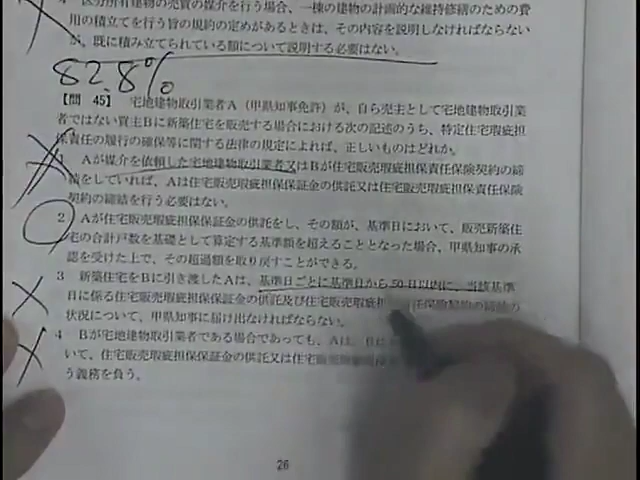 区分所有建物の売買の媒介を行う場合、一棟の建物の計画的な維持修繕のための費
用の積立てを行う旨の規約の定めがあるときは、その内容を説明しなければならない
が、既に積み立てられている額について説明する必要はない。
82.8%
【問 45】 宅地建物取引業者A（甲県知事免許）が、自ら売主として宅地建物取引業
者ではない買主Bに新築住宅を販売する場合における次の記述のうち、特定住宅瑕疵担
保責任の履行の確保等に関する法律の規定によれば、正しいものはどれか。
1 Aが媒介を依頼した宅地建物取引業者又はBが住宅販売瑕疵担保責任保険契約の締
結をしていれば、Aは住宅販売瑕疵担保保証金の供託又は住宅販売瑕疵担保責任保険
契約の締結を行う必要はない。
2 Aが住宅販売瑕疵担保保証金の供託をし、その額が、基準日において、販売新築住
宅の合計戸数を基礎として算定する基準額を超えることとなった場合、甲県知事の承
認を受けた上で、その超過額を取り戻すことができる。
3 新築住宅をBに引き渡したAは、基準日ごとに基準日から50日以内に、当該基準
日に係る住宅販売瑕疵担保保証金の供託及び住宅販売瑕疵担 任保険契約の締結の
状況について、甲県知事に届け出なければならない。
4 Bが宅地建物取引業者である場合であっても、Aは、Bに
いて、住宅販売瑕疵担保保証金の供託又は住宅販売瑕疵担保
う義務を負う。
26